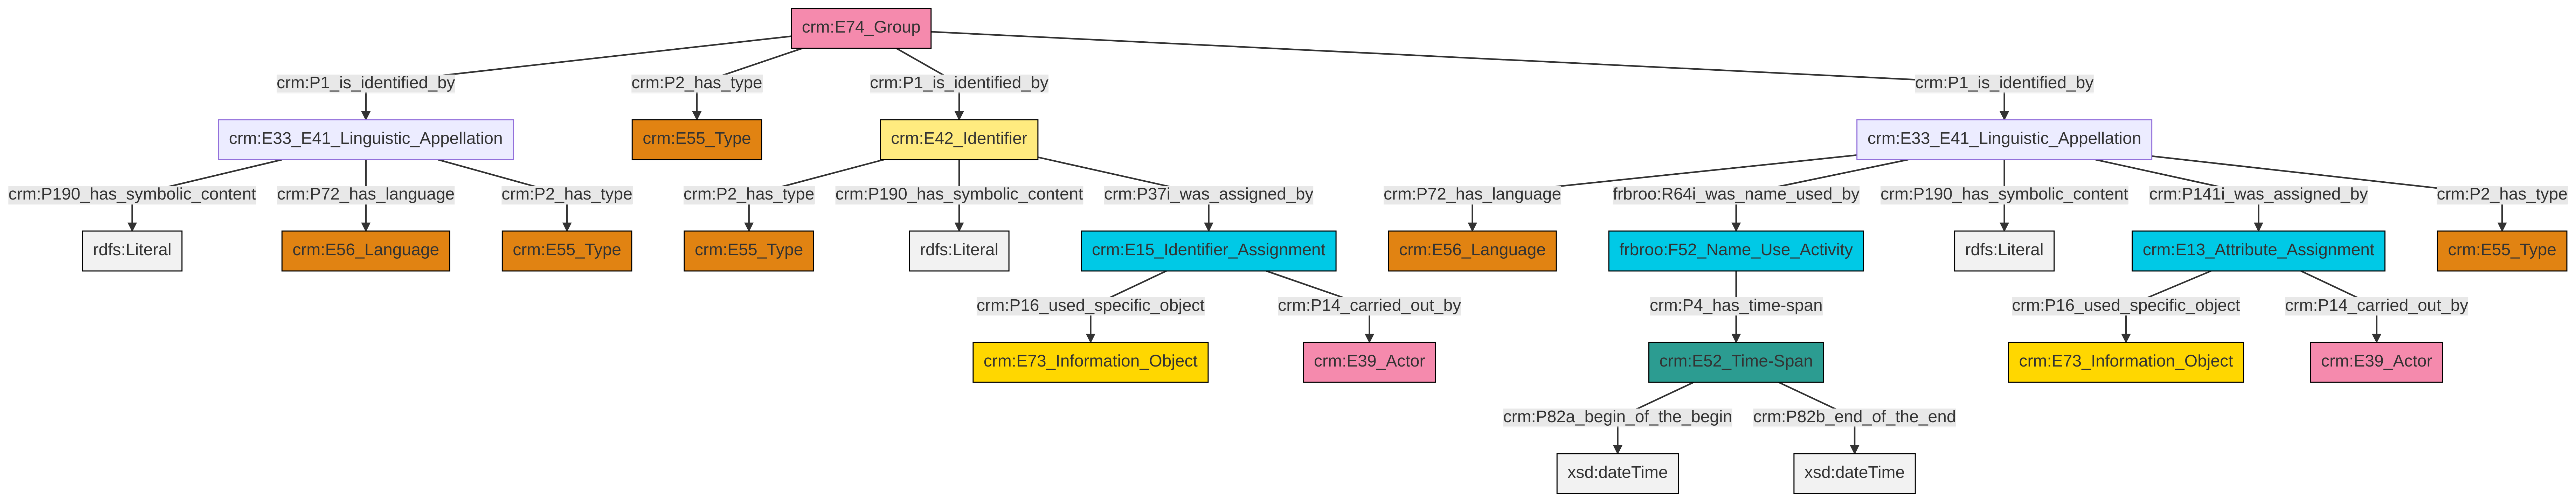 crm:E74_Group
crm:P1_is_identified_by
crm:P2_has_type
crm:P1_is_identified_by
crm:P1_is_identified_by
crm:E33_E41_Linguistic_Appellation
crm:E55_Type
crm:E42_Identifier
crm:E33_E41_Linguistic_Appellation
crm:P190_has_symbolic_content
crm:P72_has_language
crm:P2_has_type
crm:P2_has_type
crm:P190_has_symbolic_content
crm:P37i_was_assigned_by
crm:P72_has_language
frbroo:R64i_was_name_used_by
crm:P190_has_symbolic_content
crm:P141i_was_assigned_by
crm:P2_has_type
rdfs:Literal
crm:E56_Language
crm:E55_Type
crm:E55_Type
rdfs:Literal
crm:E15_Identifier_Assignment
crm:E56_Language
frbroo:F52_Name_Use_Activity
rdfs:Literal
crm:E13_Attribute_Assignment
crm:E55_Type
crm:P16_used_specific_object
crm:P14_carried_out_by
crm:P4_has_time-span
crm:P16_used_specific_object
crm:P14_carried_out_by
crm:E73_Information_Object
crm:E39_Actor
crm:E52_Time-Span
crm:E73_Information_Object
crm:E39_Actor
crm:P82a_begin_of_the_begin
crm:P82b_end_of_the_end
xsd:dateTime
xsd:dateTime